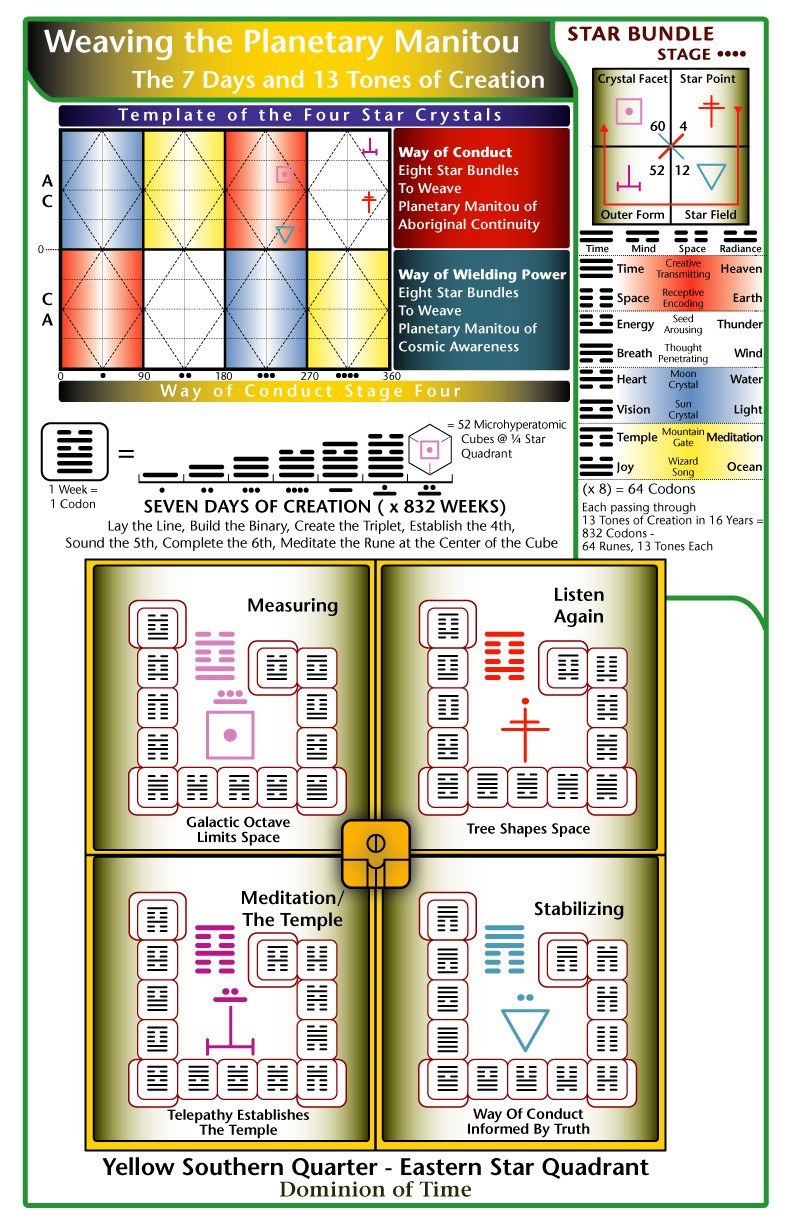 Weaving the Planetary Manitou
The 7 Days and 13 Tones of Creation
STAR BUNDLE
STAGE ••••
Crystal Facet
Star Point
60
4
52
12
Outer Form
Star Field
Template of the Four Star Crystals
A
C
0
C
A
Way of Conduct
Eight Star Bundles
To Weave
Planetary Manitou of
Aboriginal Continuity
Way of Wielding Power
Eight Star Bundles
To Weave
Planetary Manitou of
Cosmic Awareness
0 • 90 •• 180 ••• 270 •••• 360
Way of Conduct Stage Four
Time Mind Space Radiance
Time Creative Transmitting Heaven
Space Receptive Encoding Earth
Energy Seed Arousing Thunder
Breath Thought Penetrating Wind
Heart Moon Crystal Water
Vision Sun Crystal Light
Temple Mountain Gate Meditation
Joy Wizard Song Ocean
(x 8) = 64 Codons
Each passing through
13 Tones of Creation in 16 Years =
832 Codons -
64 Runes, 13 Tones Each
1 Week =
1 Codon
=
= 52 Microhyperatomic
Cubes @ ¼ Star
Quadrant
SEVEN DAYS OF CREATION ( x 832 WEEKS)
Lay the Line, Build the Binary, Create the Triplet, Establish the 4th,
Sound the 5th, Complete the 6th, Meditate the Rune at the Center of the Cube
Measuring
Galactic Octave
Limits Space
Listen
Again
Tree Shapes Space
Meditation/
The Temple
Telepathy Establishes
The Temple
Stabilizing
Way Of Conduct
Informed By Truth
Yellow Southern Quarter - Eastern Star Quadrant
Dominion of Time